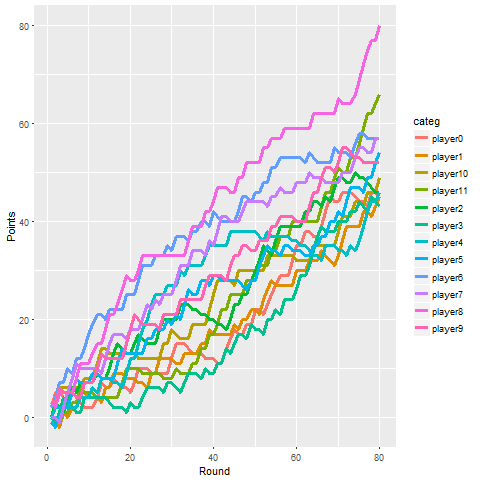 80
60
40
20
0
Points
0 20 40 60 80
Round
categ
player0
player1
player10
player11
player2
player3
player4
player5
player6
player7
player8
player9